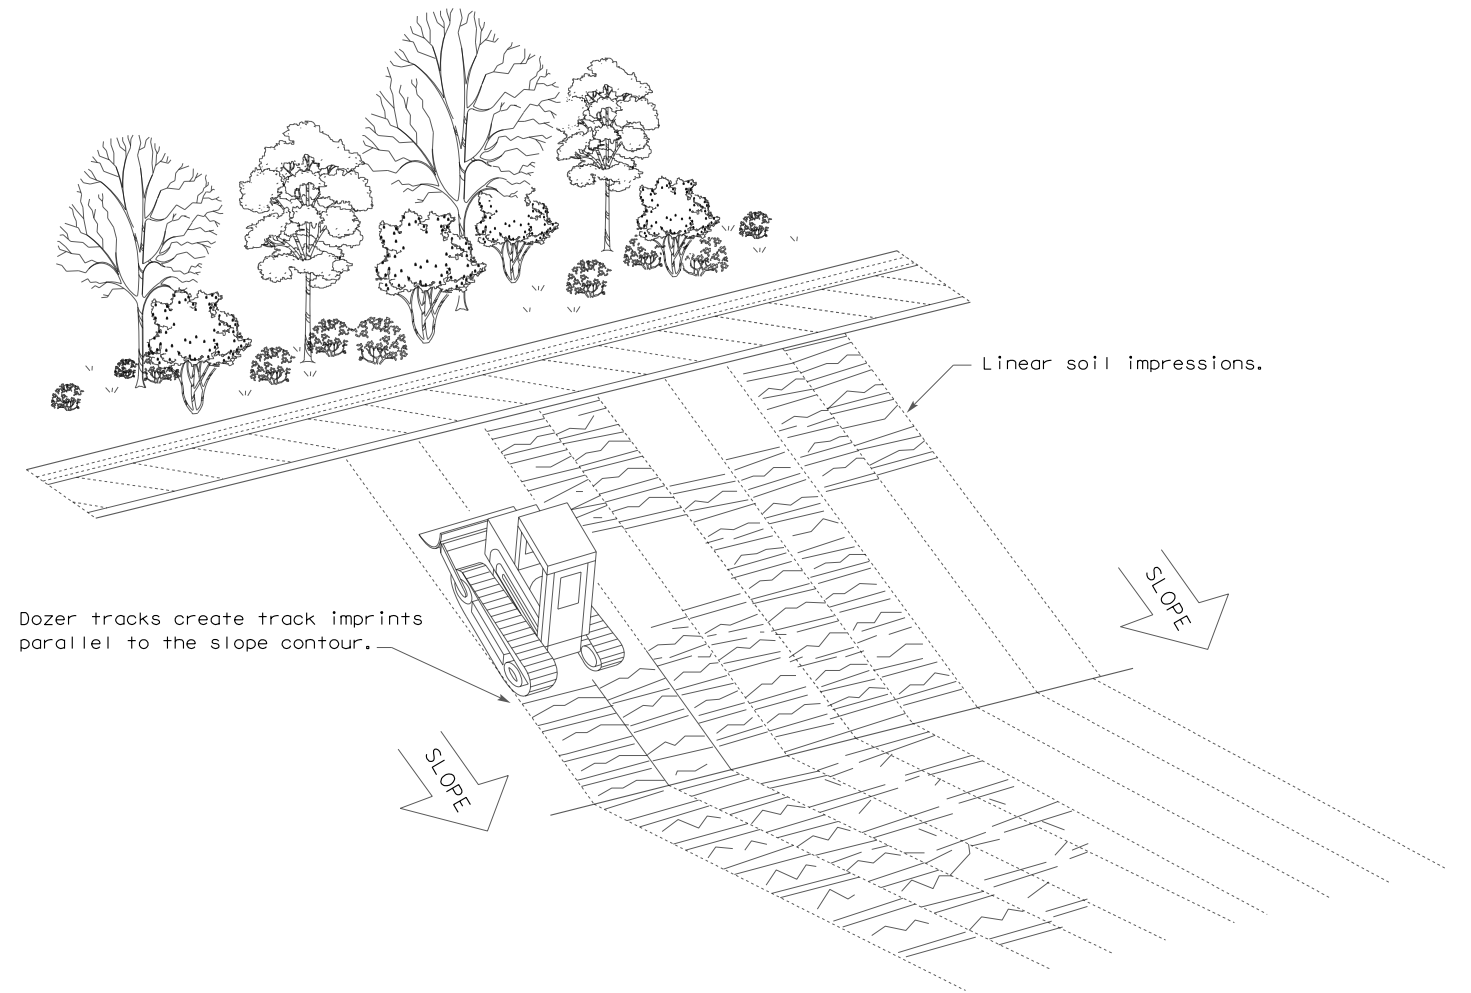 Linear soil impressions.
SLOPE
Dozer tracks create track imprints
parallel to the slope contour.
SLOPE